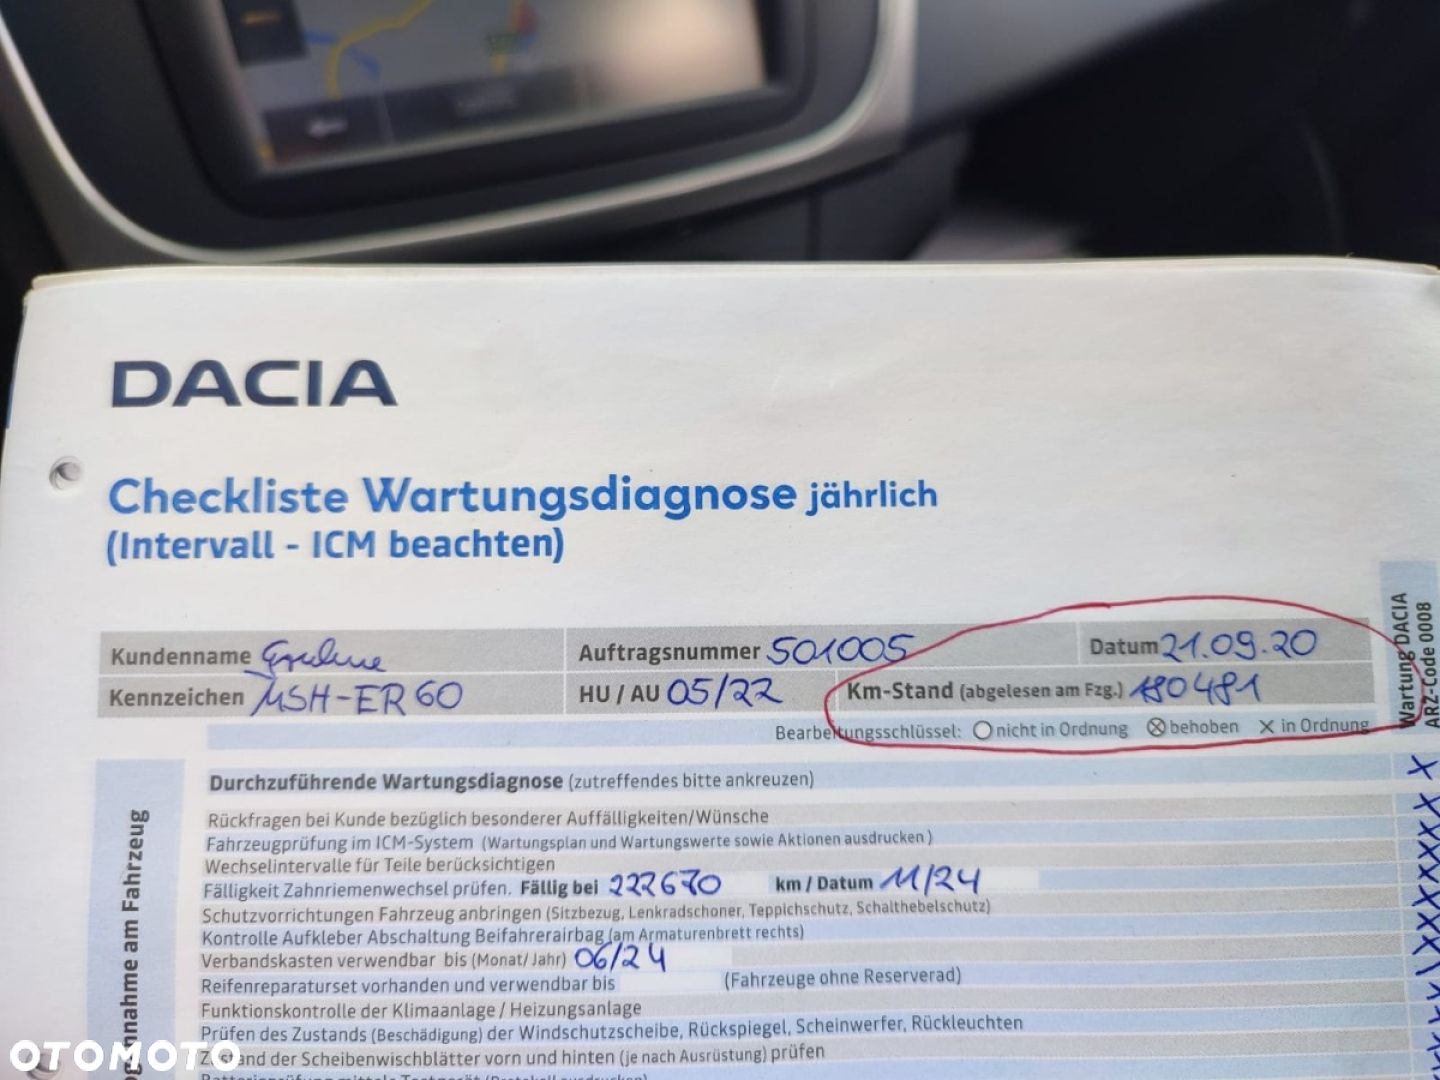 DACIA
Checkliste Wartungsdiagnose jährlich
(Intervall - ICM beachten)
Kundenname
Auftragsnummer 501005
Datum 21.09.20
Kennzeichen MSH-ER 60
HU / AU 05/22
Km-Stand (abgelesen am Fzg.) 180481
Bearbeitungsschlüssel: nicht in Ordnung behoben in Ordnung
Wartung DACIA
ARZ-Code 0008
Durchzuführende Wartungsdiagnose (zutreffendes bitte ankreuzen)
Rückfragen bei Kunde bezüglich besonderer Auffälligkeiten/Wünsche
Fahrzeugprüfung im ICM-System (Wartungsplan und Wartungswerte sowie Aktionen ausdrucken)
Wechselintervalle für Teile berücksichtigen
Fälligkeit Zahnriemenwechsel prüfen. Fällig bei 222670 km / Datum 11/24
Schutzvorrichtungen Fahrzeug anbringen (Sitzbezug, Lenkradschoner, Teppichschutz, Schalthebelschutz)
Kontrolle Aufkleber Abschaltung Beifahrerairbag (am Armaturenbrett rechts)
Verbandskasten verwendbar bis (Monat/Jahr) 06/24
Reifenreparaturset vorhanden und verwendbar bis (Fahrzeuge ohne Reserverad)
Funktionskontrolle der Klimaanlage / Heizungsanlage
Prüfen des Zustands (Beschädigung) der Windschutzscheibe, Rückspiegel, Scheinwerfer, Rückleuchten
Zustand der Scheibenwischblätter vorn und hinten (je nach Ausrüstung) prüfen
am Fahrzeug
OTOMOTO